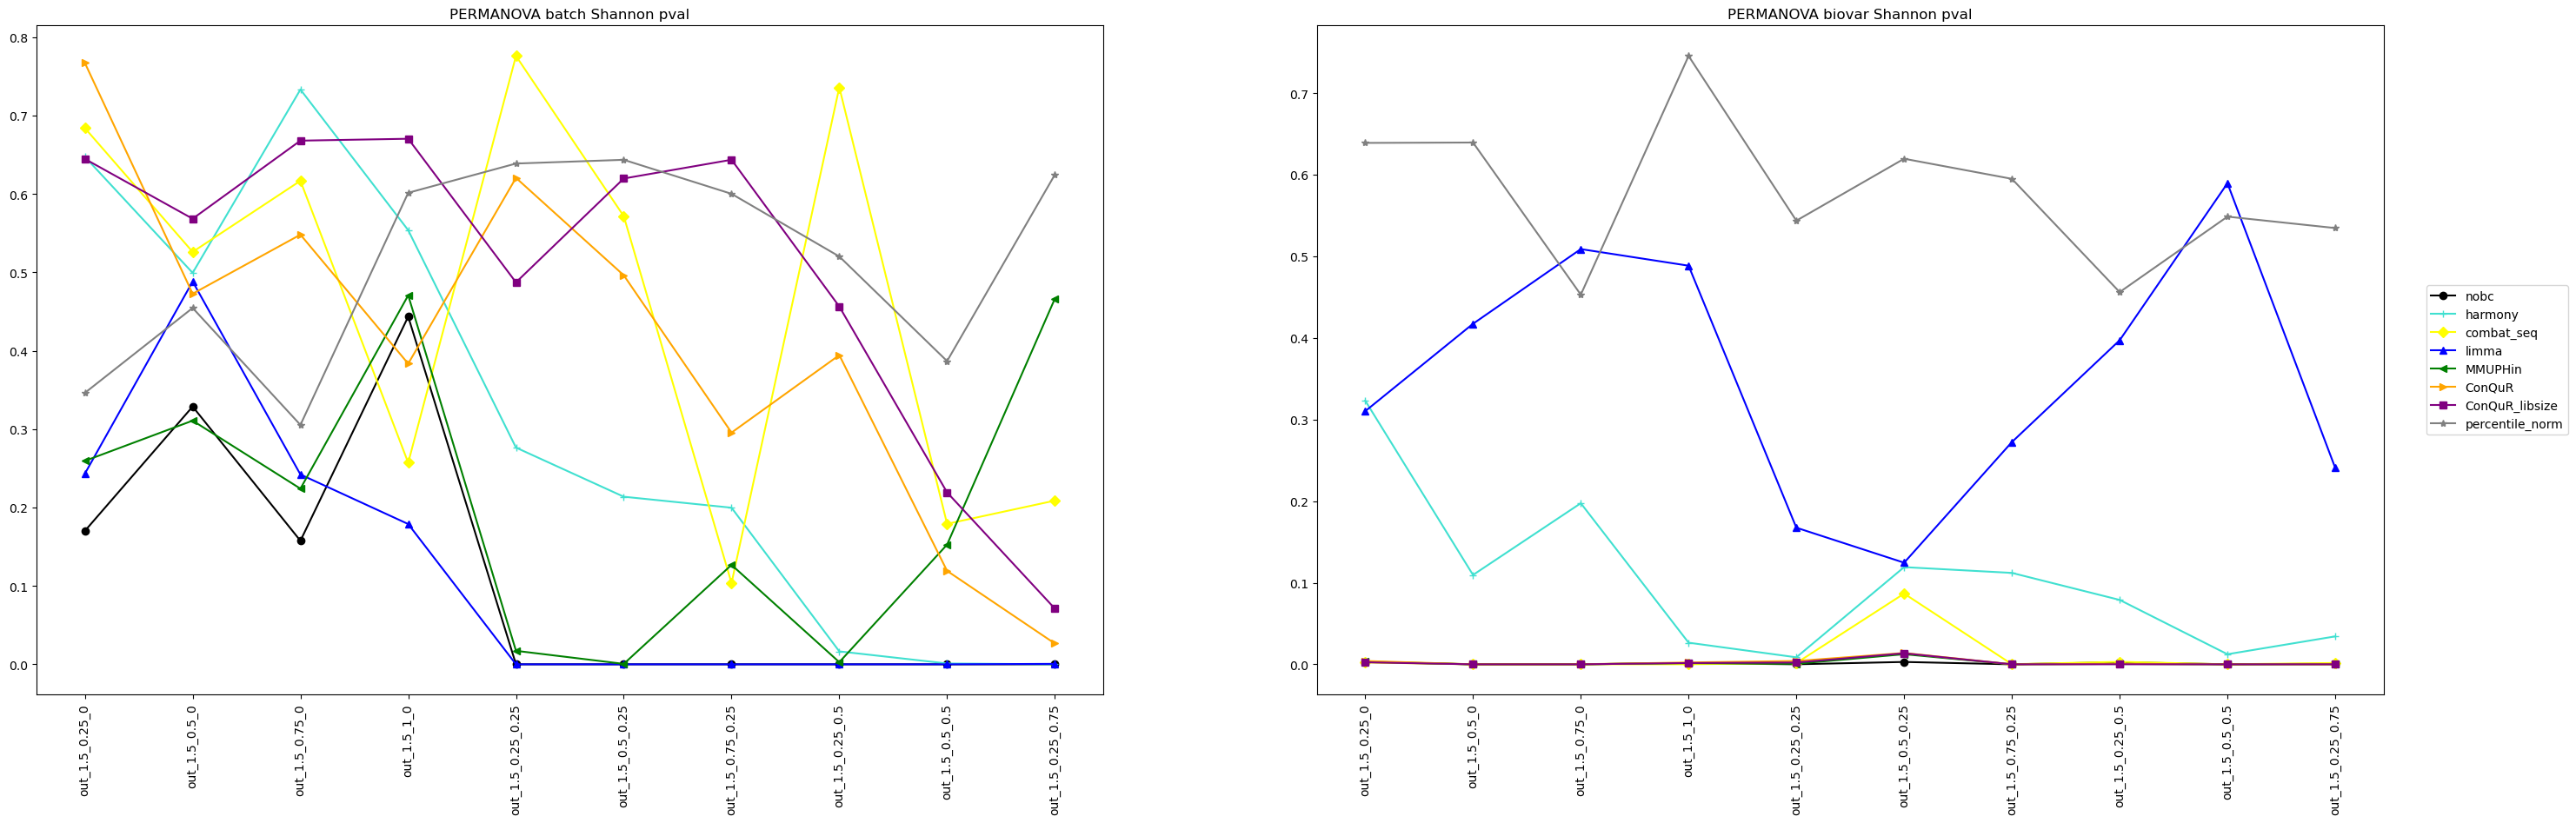 PERMANOVA batch Shannon pval
0.8
0.7
0.6
0.5
0.4
0.3
0.2
0.1
0.0
out_1.5_0.25_0
out_1.5_0.5_0
out_1.5_0.75_0
out_1.5_1_0
out_1.5_0.25_0.25
out_1.5_0.5_0.25
out_1.5_0.75_0.25
out_1.5_0.25_0.5
out_1.5_0.5_0.5
out_1.5_0.25_0.75
PERMANOVA biovar Shannon pval
0.7
0.6
0.5
0.4
0.3
0.2
0.1
0.0
out_1.5_0.25_0
out_1.5_0.5_0
out_1.5_0.75_0
out_1.5_1_0
out_1.5_0.25_0.25
out_1.5_0.5_0.25
out_1.5_0.75_0.25
out_1.5_0.25_0.5
out_1.5_0.5_0.5
out_1.5_0.25_0.75
nobc
harmony
combat_seq
limma
MMUPHin
ConQuR
ConQuR_libsize
percentile_norm